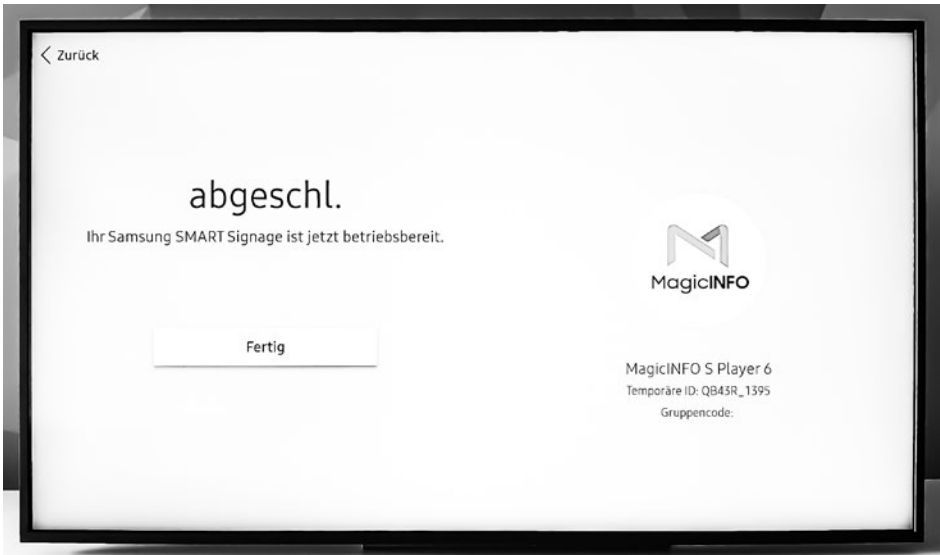 Zurück
abgeschl.
Ihr Samsung SMART Signage ist jetzt betriebsbereit.
Fertig
MagicINFO
MagicINFO S Player 6
Temporäre ID: QB43R_1395
Gruppencode: